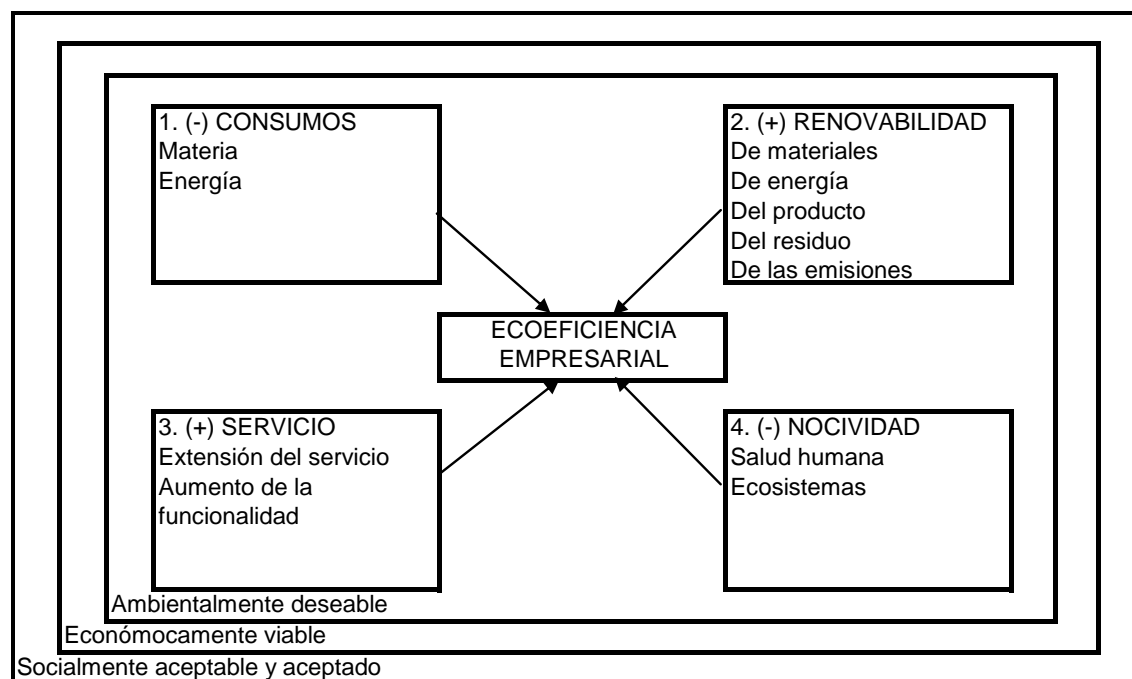 1. (-) CONSUMOS
Materia
Energía
2. (+) RENOVABILIDAD
De materiales
De energía
Del producto
Del residuo
De las emisiones
ECOEFICIENCIA
EMPRESARIAL
3. (+) SERVICIO
Extensión del servicio
Aumento de la
funcionalidad
4. (-) NOCIVIDAD
Salud humana
Ecosistemas
Ambientalmente deseable
Económocamente viable
Socialmente aceptable y aceptado